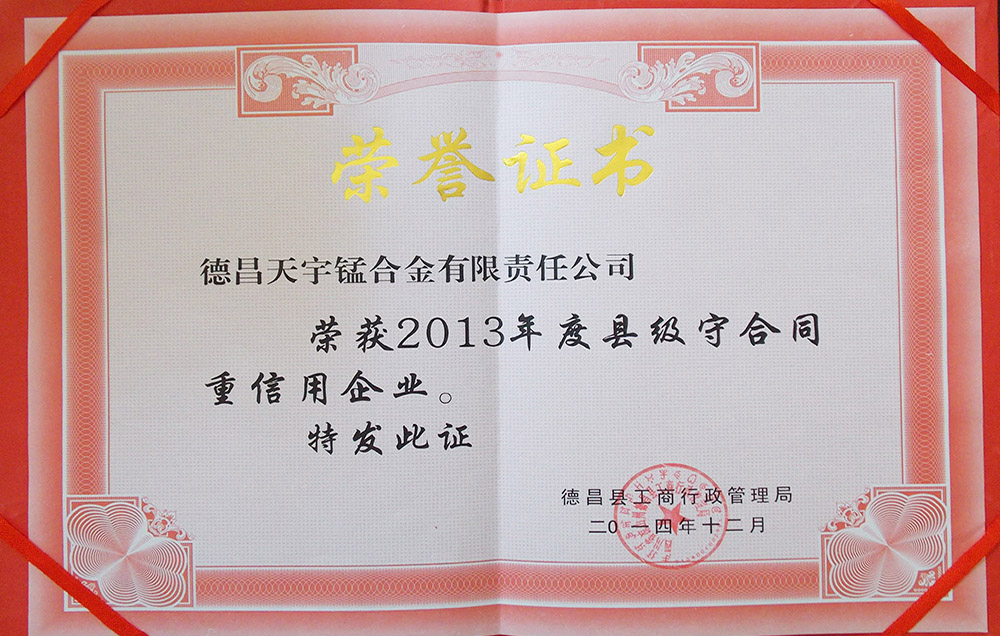 荣誉证书
德昌天宇锰合金有限责任公司
荣获2013年度县级守合同
重信用企业。
特发此证
德昌县工商行政管理局
二0一四年十二月